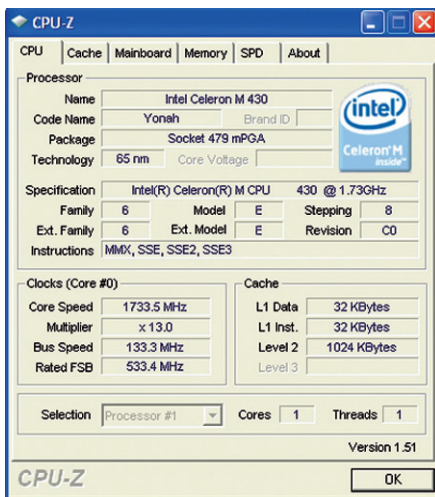 CPU-Z
CPU Cache Mainboard Memory SPD About
Processor
Name Intel Celeron M 430
Code Name Yonah Brand ID
Package Socket 479 mPGA
Technology 65 nm Core Voltage
intel Celeron M inside™
Specification Intel(R) Celeron(R) M CPU 430 @ 1.73GHz
Family 6 Model E Stepping 8
Ext. Family 6 Ext. Model E Revision C0
Instructions MMX, SSE, SSE2, SSE3
Clocks (Core #0)
Core Speed 1733.5 MHz
Multiplier x 13.0
Bus Speed 133.3 MHz
Rated FSB 533.4 MHz
Cache
L1 Data 32 KBytes
L1 Inst. 32 KBytes
Level 2 1024 KBytes
Level 3
Selection Processor #1 Cores 1 Threads 1
Version 1.51
CPU-Z OK